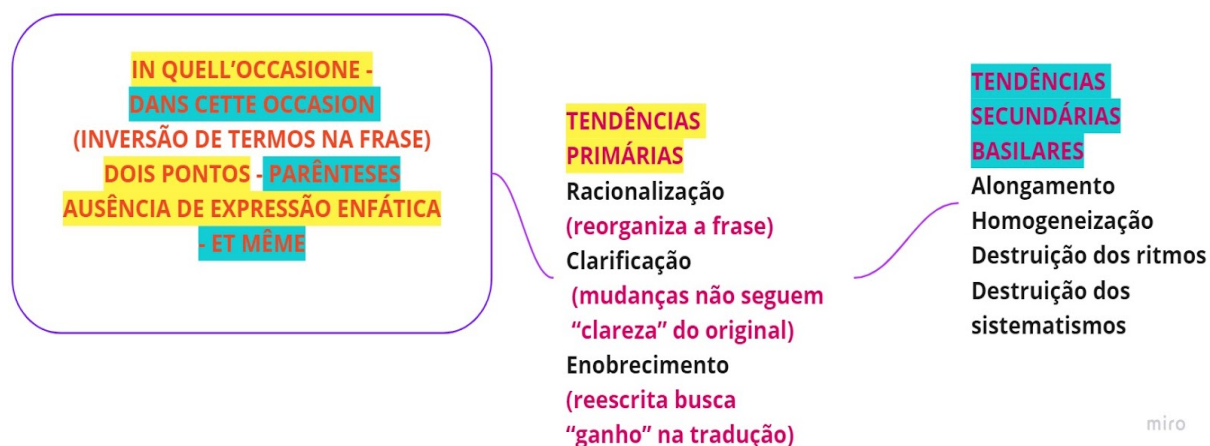 IN QUELL'OCCASIONE -
DANS CETTE OCCASION
(INVERSÃO DE TERMOS NA FRASE)
DOIS PONTOS - PARÊNTESES
AUSÊNCIA DE EXPRESSÃO ENFÁTICA
- ET MÊME
TENDÊNCIAS
PRIMÁRIAS
Racionalização
(reorganiza a frase)
Clarificação
(mudanças não seguem
“clareza” do original)
Enobrecimento
(reescrita busca
“ganho” na tradução)
TENDÊNCIAS
SECUNDÁRIAS
BASILARES
Alongamento
Homogeneização
Destruição dos ritmos
Destruição dos
sistematismos
miro